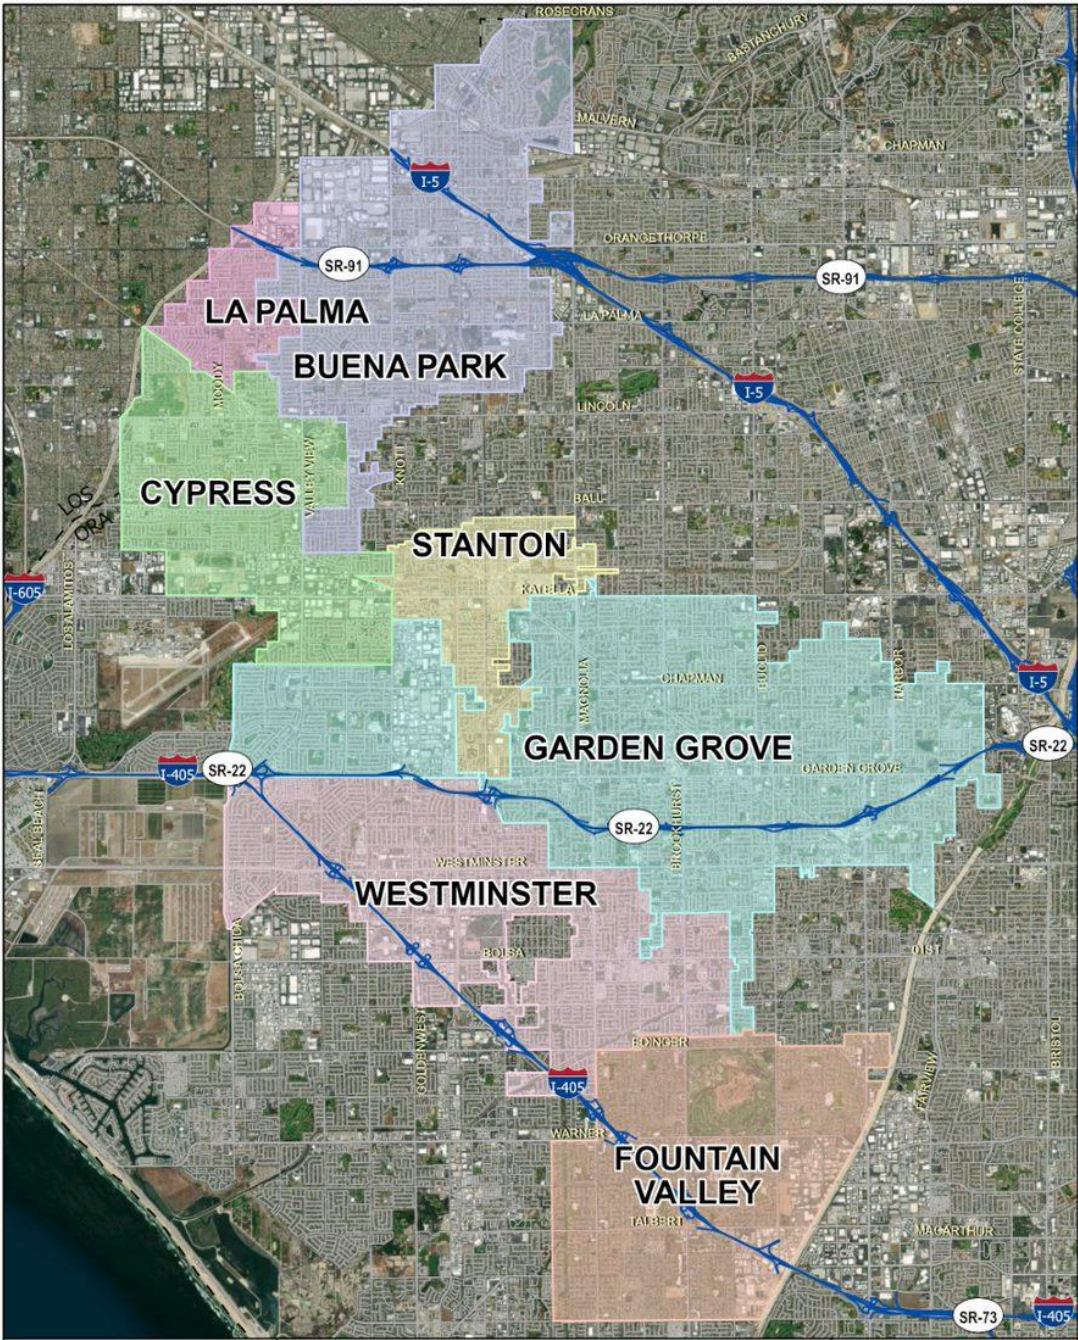 ROSECRANS
BASTANCHURY
MALVERN
CHAPMAN
I-5
ORANGETHORPE
SR-91
SR-91
LA PALMA
LA PALMA
STATE COLLEGE
BUENA PARK
MOODY
I-5
LINCOLN
VALLEY VIEW
KNOTT
CYPRESS
LOS
ORA
BALL
STANTON
I-605
LOS ALAMITOS
KATELLA
MAGNOLIA
CHAPMAN
EUCLID
HARBOR
I-5
GARDEN GROVE
SR-22
I-405
SR-22
GARDEN GROVE
SEAL BEACH
SR-22
BROOKHURST
WESTMINSTER
WESTMINSTER
BOLSA CHICA
BOLSA
01ST
GOLDENWEST
EDINGER
BRISTOL
FAIRVIEW
I-405
WARNER
FOUNTAIN
VALLEY
TALBERT
MACARTHUR
SR-73
I-405